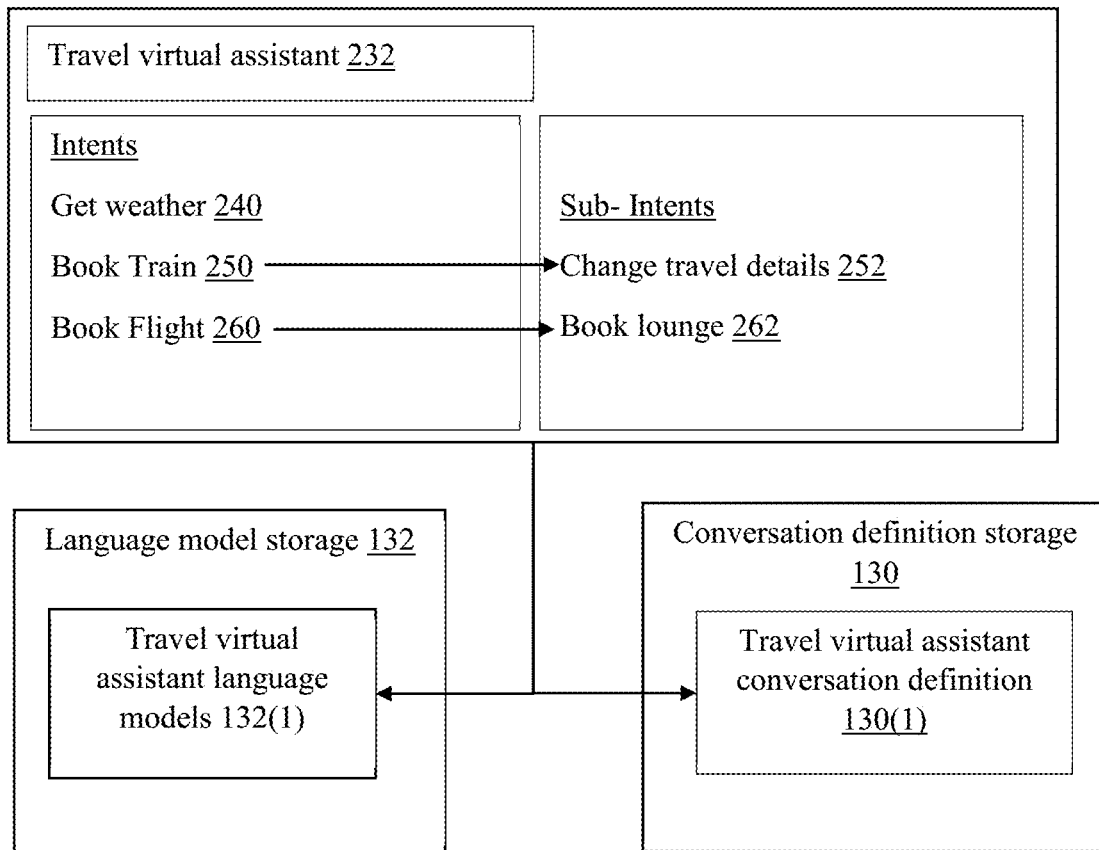 Travel virtual assistant 232
Intents
Get weather 240
Book Train 250
Book Flight 260
Sub- Intents
Change travel details 252
Book lounge 262
Language model storage 132
Travel virtual
assistant language
models 132(1)
Conversation definition storage
130
Travel virtual assistant
conversation definition
130(1)